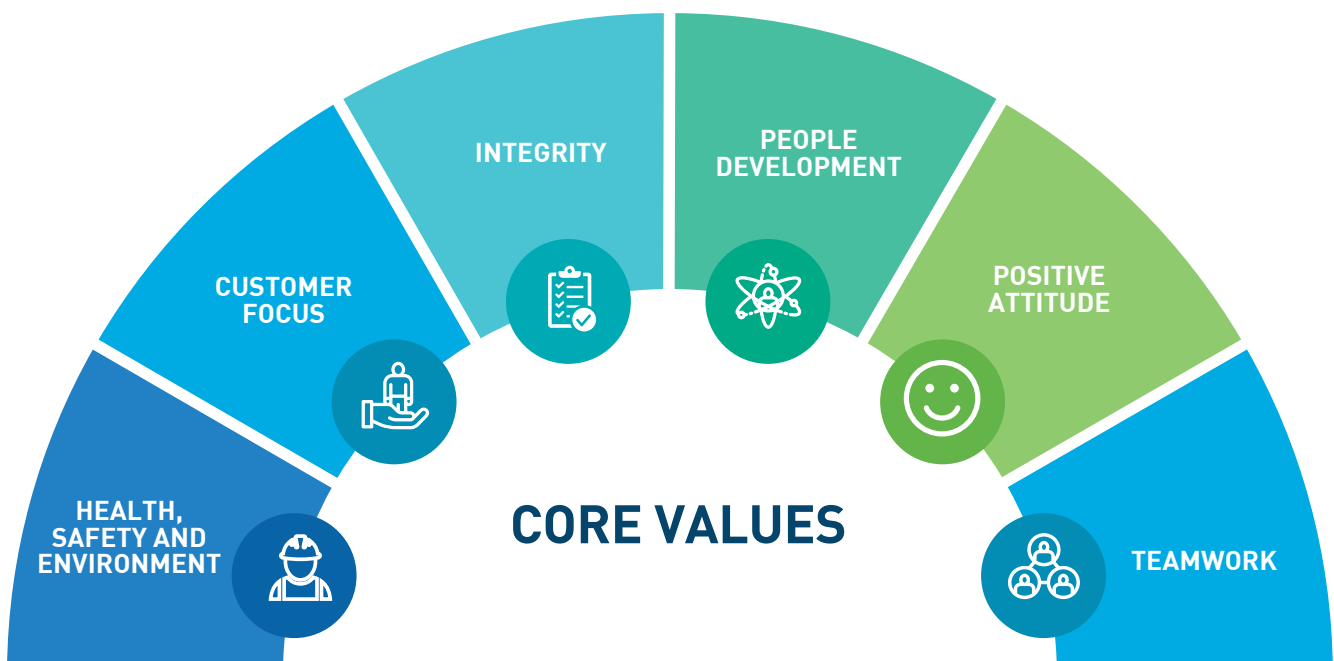 HEALTH,
SAFETY AND
ENVIRONMENT
CUSTOMER
FOCUS
INTEGRITY
PEOPLE
DEVELOPMENT
POSITIVE
ATTITUDE
TEAMWORK
CORE VALUES